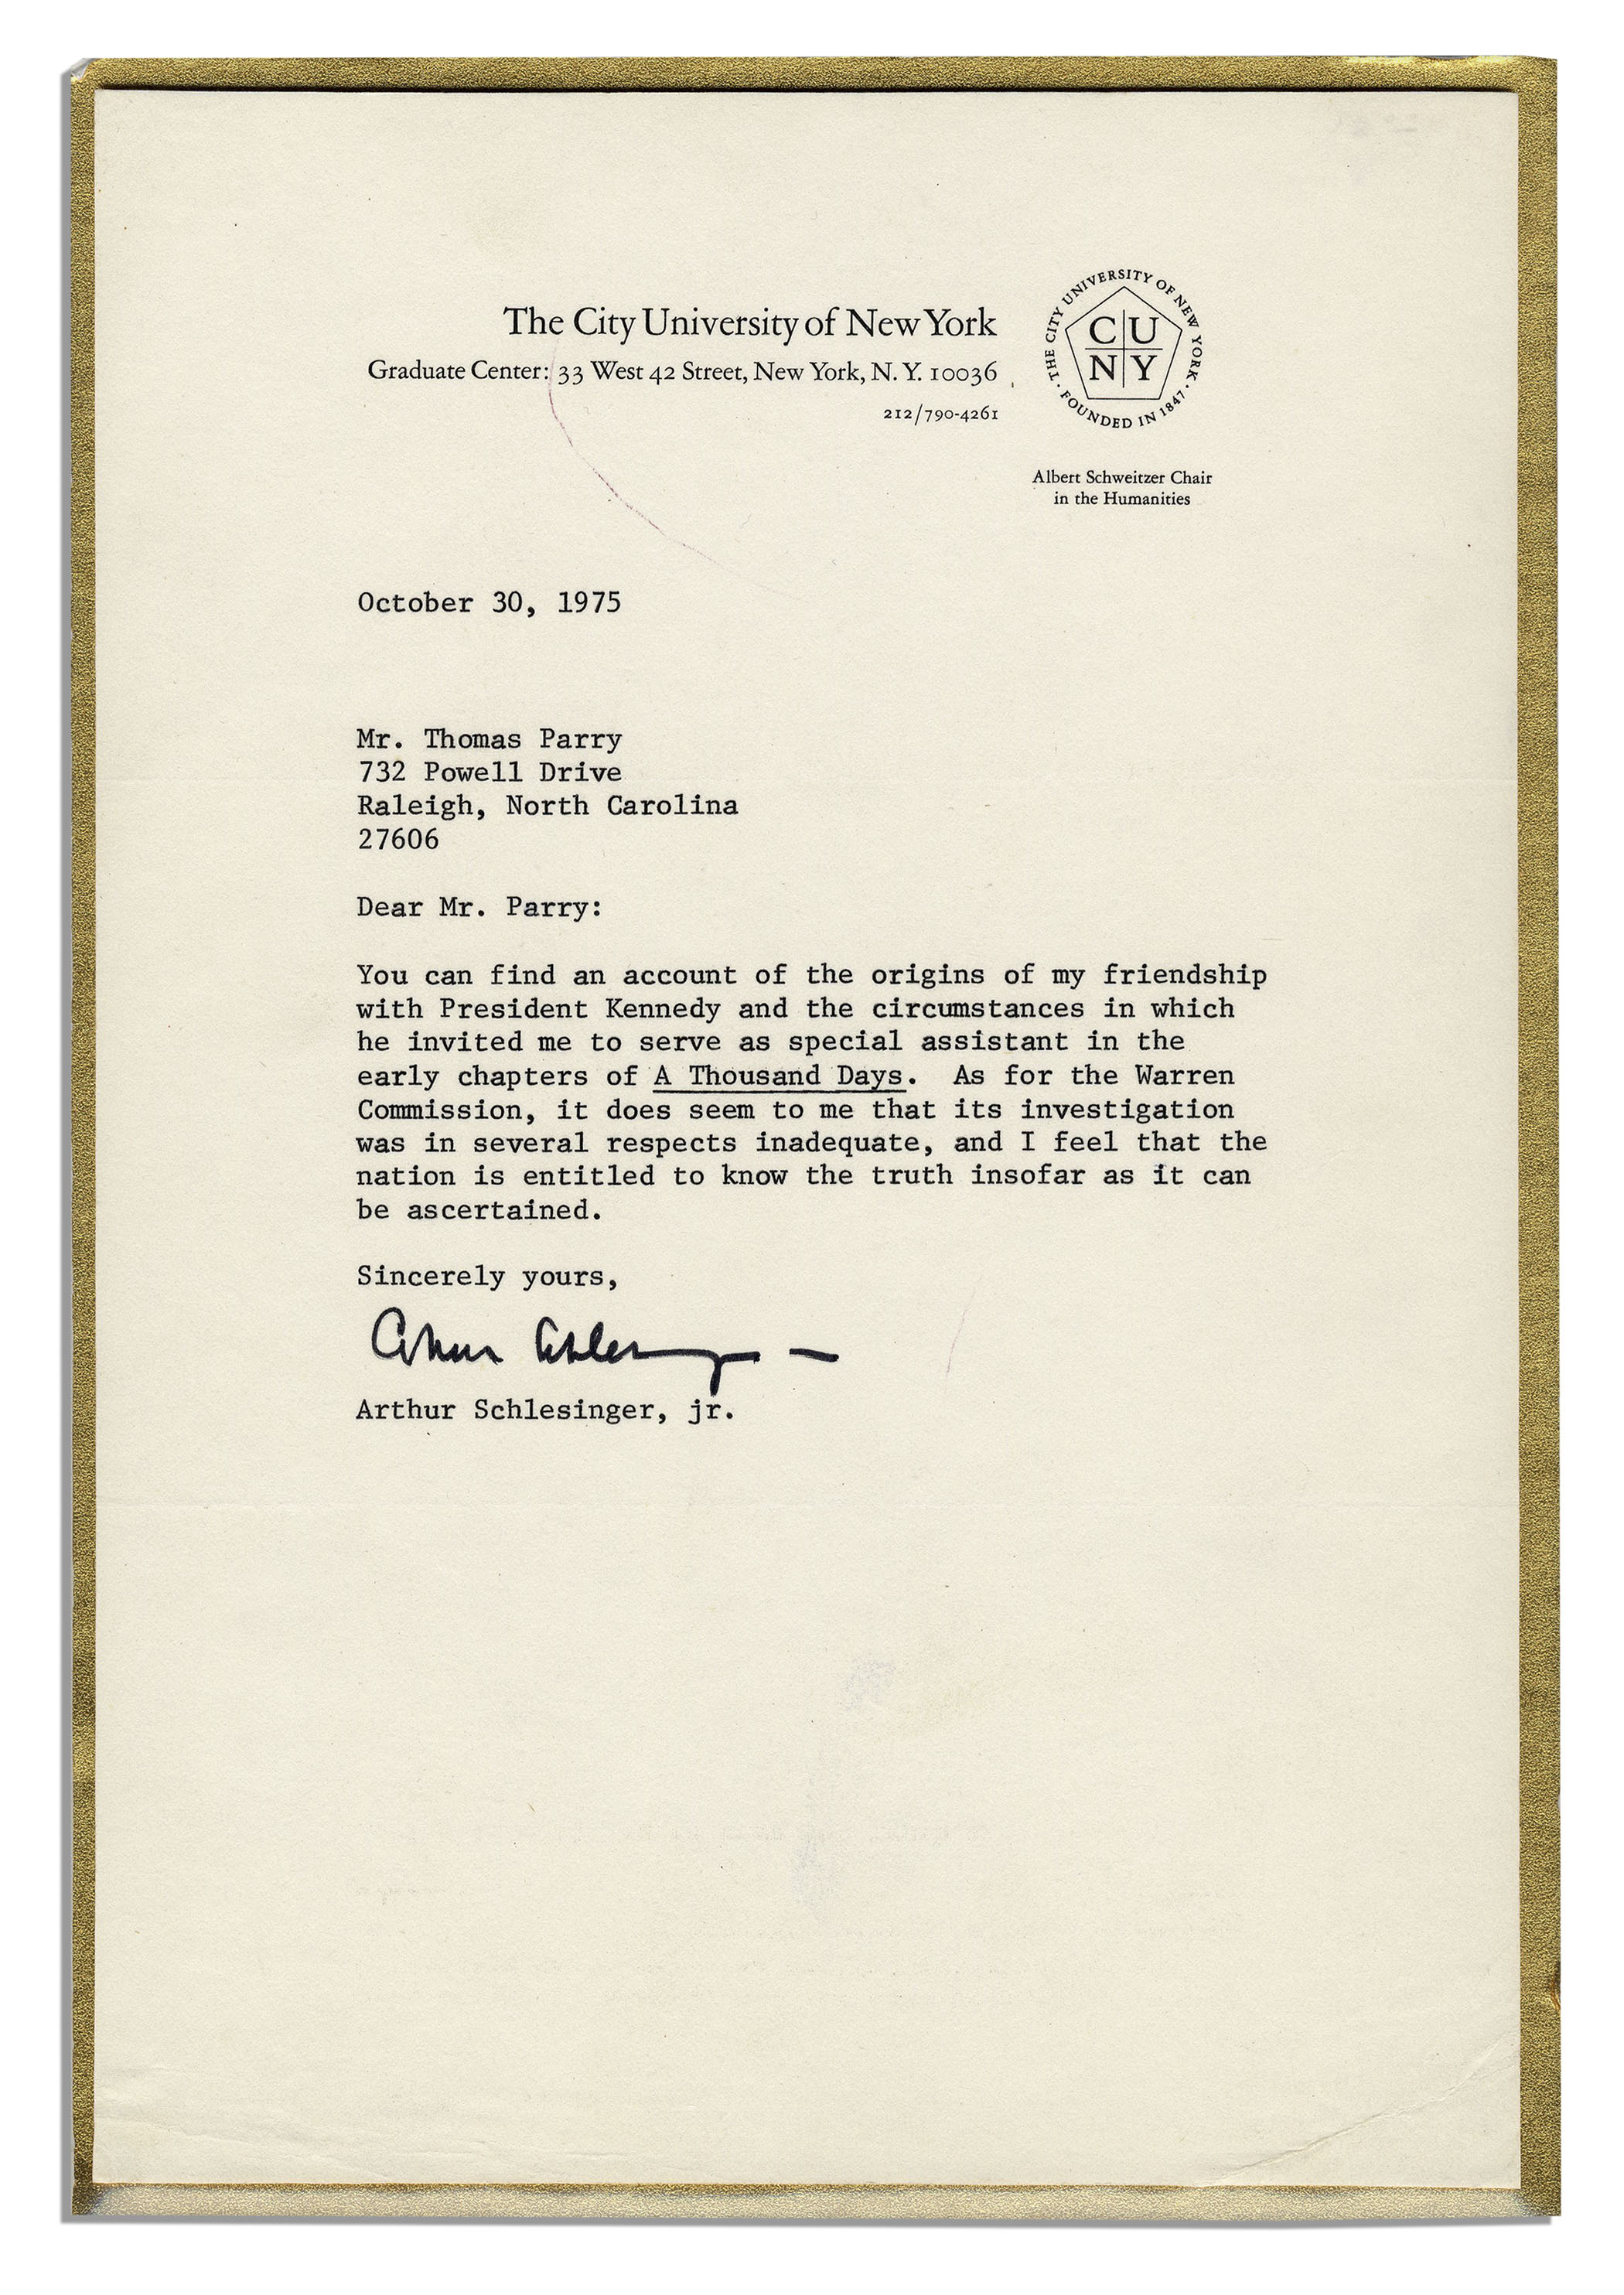 The City University of New York
Graduate Center: 33 West 42 Street, New York, N. Y. 10036
212/790-4261
THE CITY UNIVERSITY OF NEW YORK · FOUNDED IN 1847 ·
CU
NY
Albert Schweitzer Chair
in the Humanities
October 30, 1975
Mr. Thomas Parry
732 Powell Drive
Raleigh, North Carolina
27606
Dear Mr. Parry:
You can find an account of the origins of my friendship
with President Kennedy and the circumstances in which
he invited me to serve as special assistant in the
early chapters of A Thousand Days. As for the Warren
Commission, it does seem to me that its investigation
was in several respects inadequate, and I feel that the
nation is entitled to know the truth insofar as it can
be ascertained.
Sincerely yours,
Arthur Schlesinger
Arthur Schlesinger, jr.